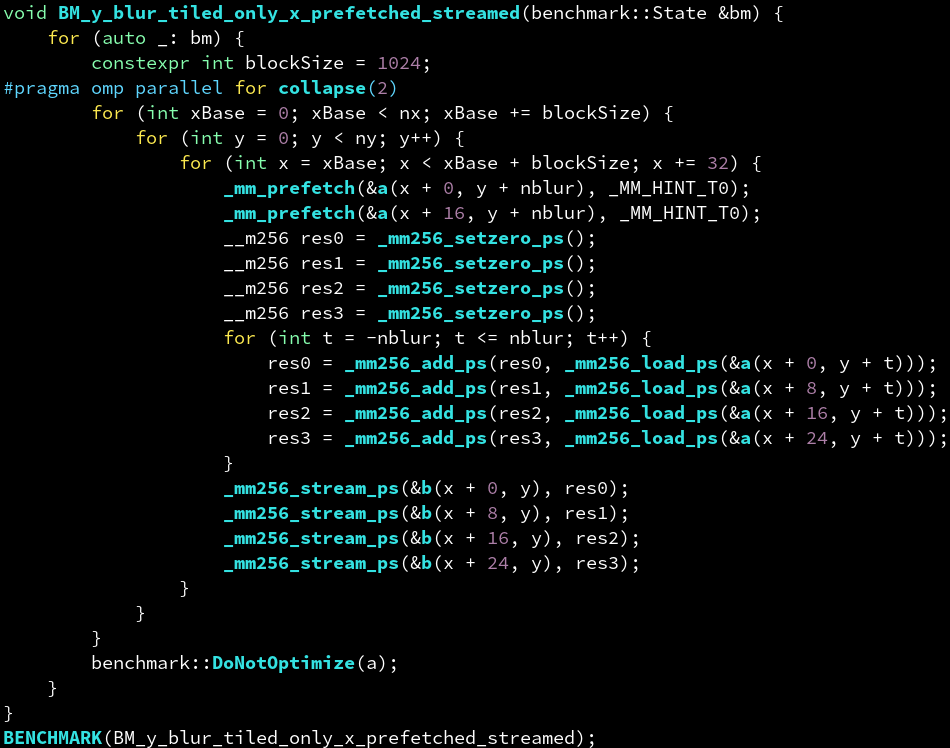 void BM_y_blur_tiled_only_x_prefetched_streamed(benchmark::State &bm) {
    for (auto _: bm) {
        constexpr int blockSize = 1024;
#pragma omp parallel for collapse(2)
        for (int xBase = 0; xBase < nx; xBase += blockSize) {
            for (int y = 0; y < ny; y++) {
                for (int x = xBase; x < xBase + blockSize; x += 32) {
                    _mm_prefetch(&a(x + 0, y + nblur), _MM_HINT_T0);
                    _mm_prefetch(&a(x + 16, y + nblur), _MM_HINT_T0);
                    __m256 res0 = _mm256_setzero_ps();
                    __m256 res1 = _mm256_setzero_ps();
                    __m256 res2 = _mm256_setzero_ps();
                    __m256 res3 = _mm256_setzero_ps();
                    for (int t = -nblur; t <= nblur; t++) {
                        res0 = _mm256_add_ps(res0, _mm256_load_ps(&a(x + 0, y + t)));
                        res1 = _mm256_add_ps(res1, _mm256_load_ps(&a(x + 8, y + t)));
                        res2 = _mm256_add_ps(res2, _mm256_load_ps(&a(x + 16, y + t)));
                        res3 = _mm256_add_ps(res3, _mm256_load_ps(&a(x + 24, y + t)));
                    }
                    _mm256_stream_ps(&b(x + 0, y), res0);
                    _mm256_stream_ps(&b(x + 8, y), res1);
                    _mm256_stream_ps(&b(x + 16, y), res2);
                    _mm256_stream_ps(&b(x + 24, y), res3);
                }
            }
        }
        benchmark::DoNotOptimize(a);
    }
}
BENCHMARK(BM_y_blur_tiled_only_x_prefetched_streamed);